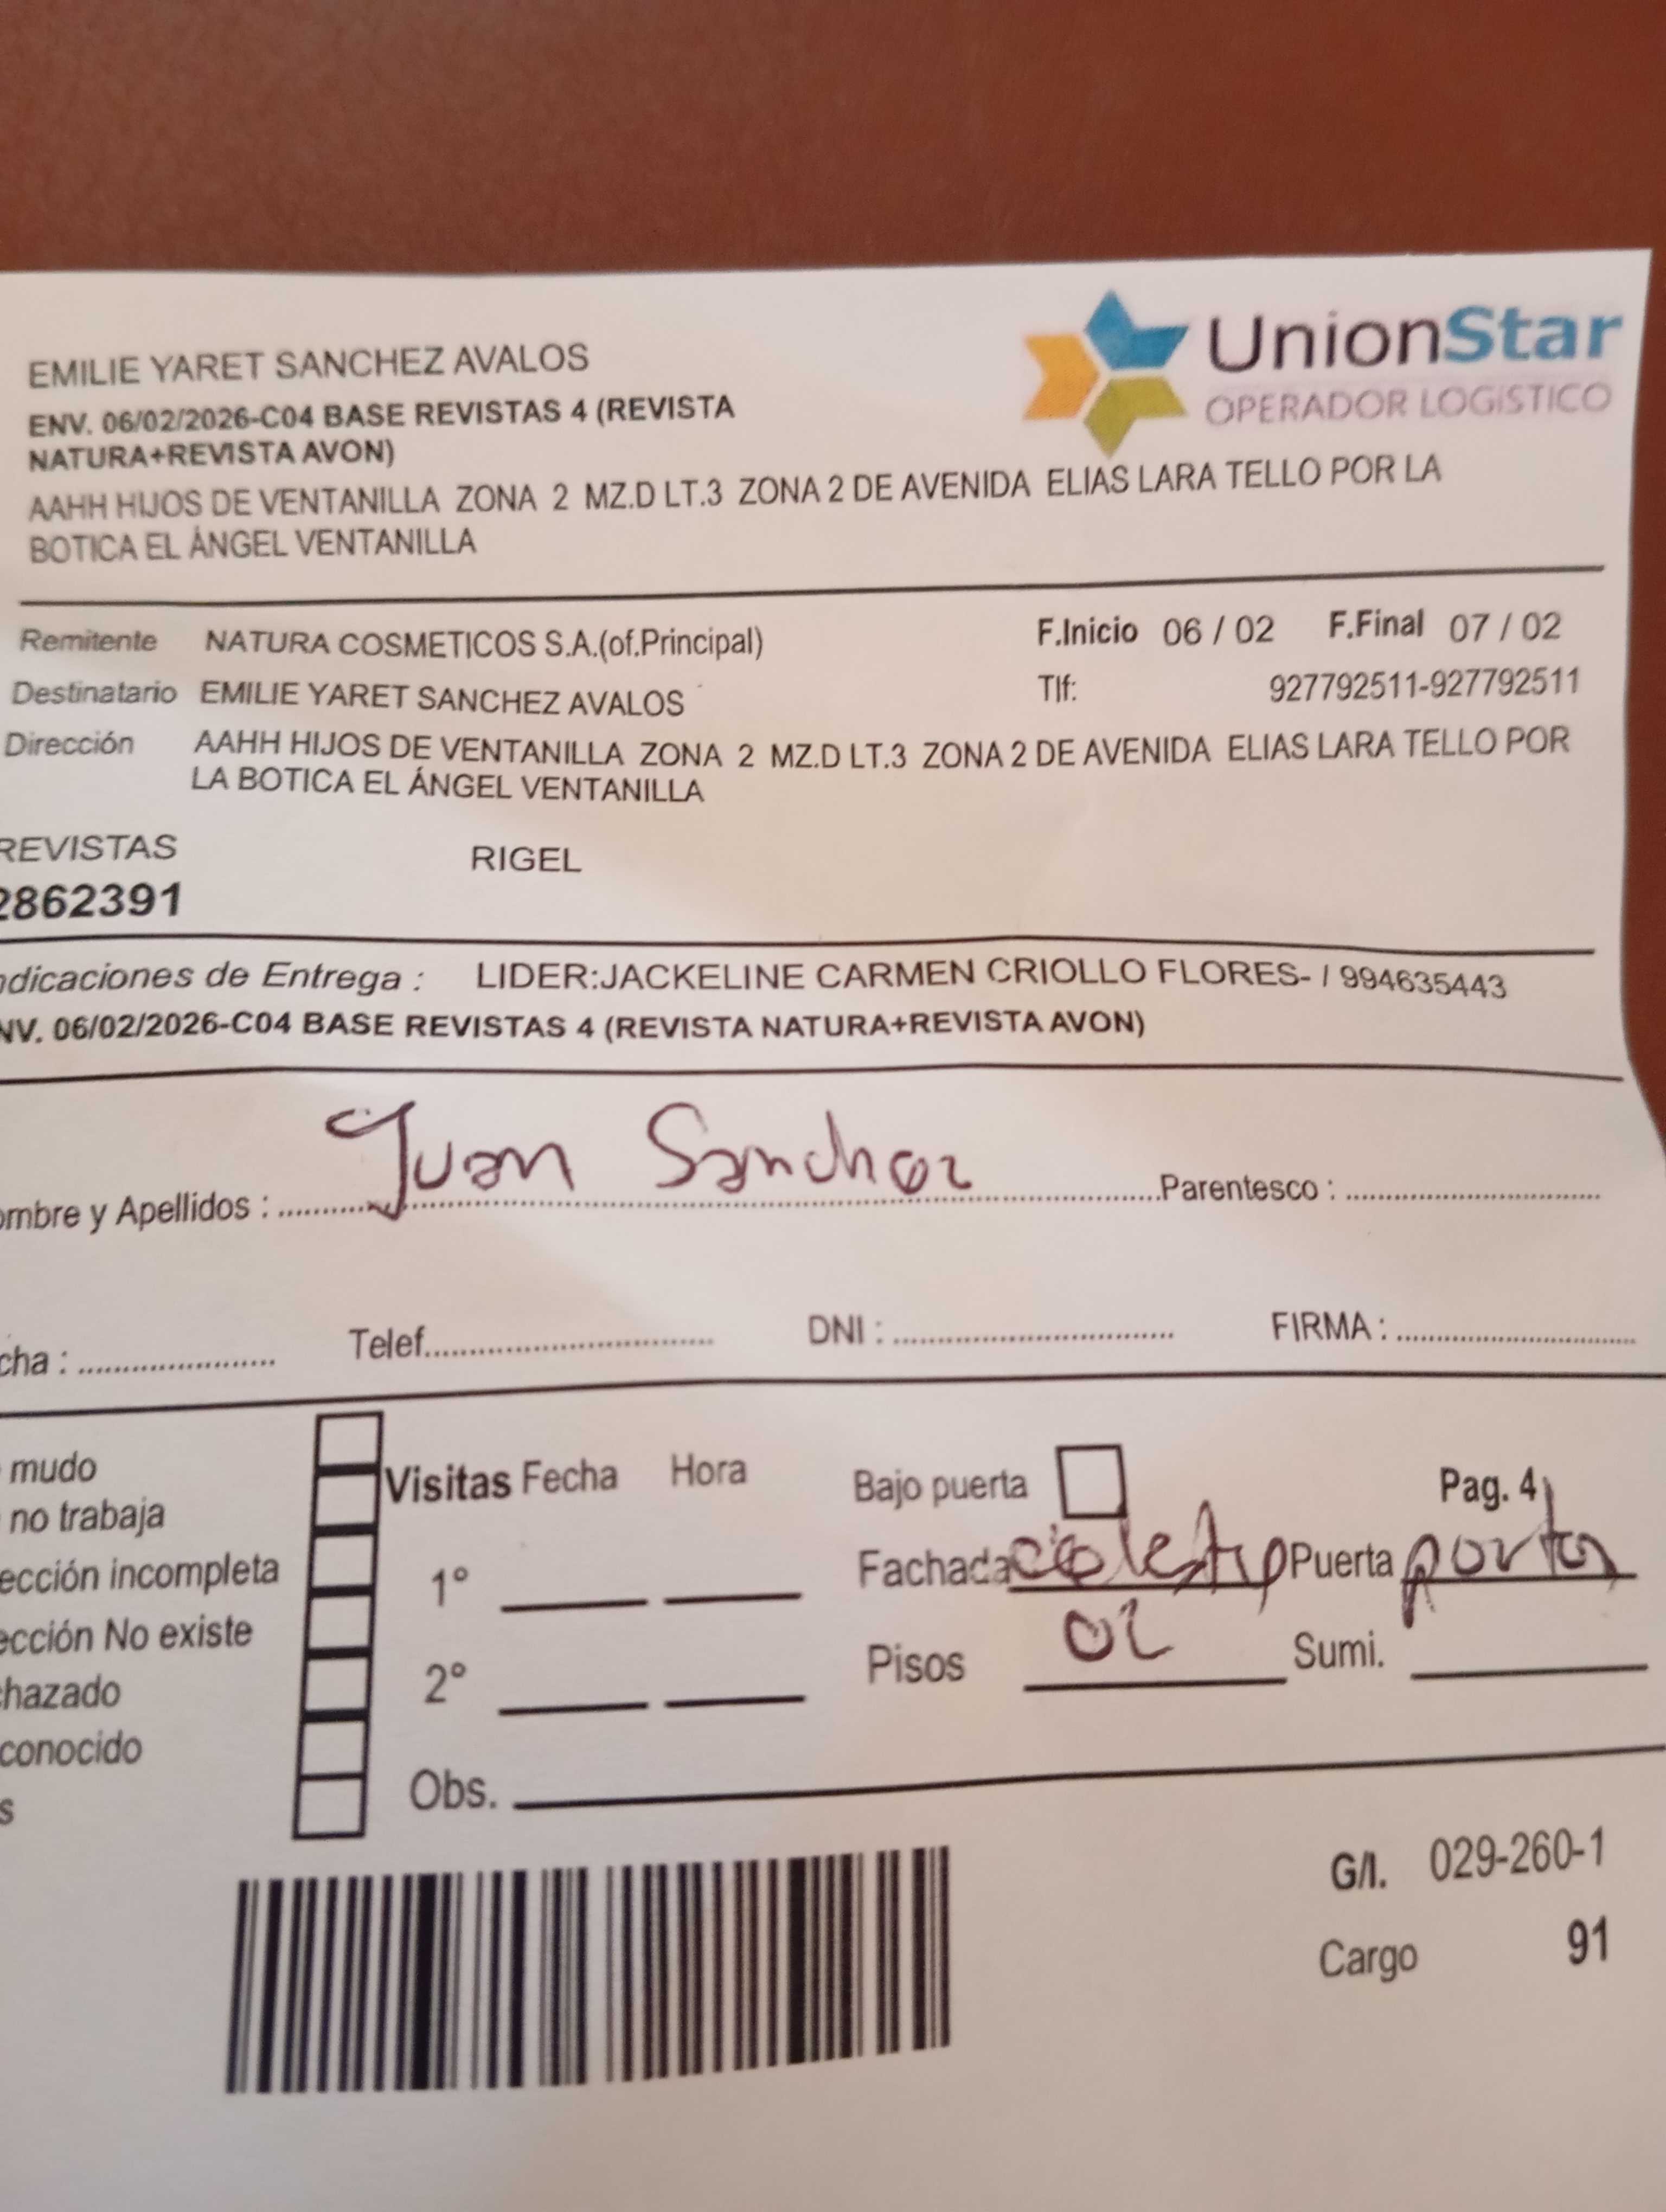 EMILIE YARET SANCHEZ AVALOS
UnionStar
OPERADOR LOGISTICO
ENV. 06/02/2026-C04 BASE REVISTAS 4 (REVISTA
NATURA+REVISTA AVON)
AAHH HIJOS DE VENTANILLA ZONA 2 MZ.D LT.3 ZONA 2 DE AVENIDA ELIAS LARA TELLO POR LA
BOTICA EL ÁNGEL VENTANILLA
Remitente NATURA COSMETICOS S.A.(of.Principal) F.Inicio 06 / 02 F.Final 07 / 02
Destinatario EMILIE YARET SANCHEZ AVALOS Tlf: 927792511-927792511
Dirección AAHH HIJOS DE VENTANILLA ZONA 2 MZ.D LT.3 ZONA 2 DE AVENIDA ELIAS LARA TELLO POR
LA BOTICA EL ÁNGEL VENTANILLA
REVISTAS RIGEL
2862391
ndicaciones de Entrega : LIDER:JACKELINE CARMEN CRIOLLO FLORES- / 994635443
NV. 06/02/2026-C04 BASE REVISTAS 4 (REVISTA NATURA+REVISTA AVON)
ombre y Apellidos : Juan Sanchez Parentesco :
cha : Telef. DNI : FIRMA :
mudo
no trabaja
ección incompleta
ección No existe
chazado
conocido
s
Visitas Fecha Hora
1°
2°
Obs.
Bajo puerta Pag. 4
Fachada Puerta
Pisos 02 Sumi.
G/I. 029-260-1
Cargo 91